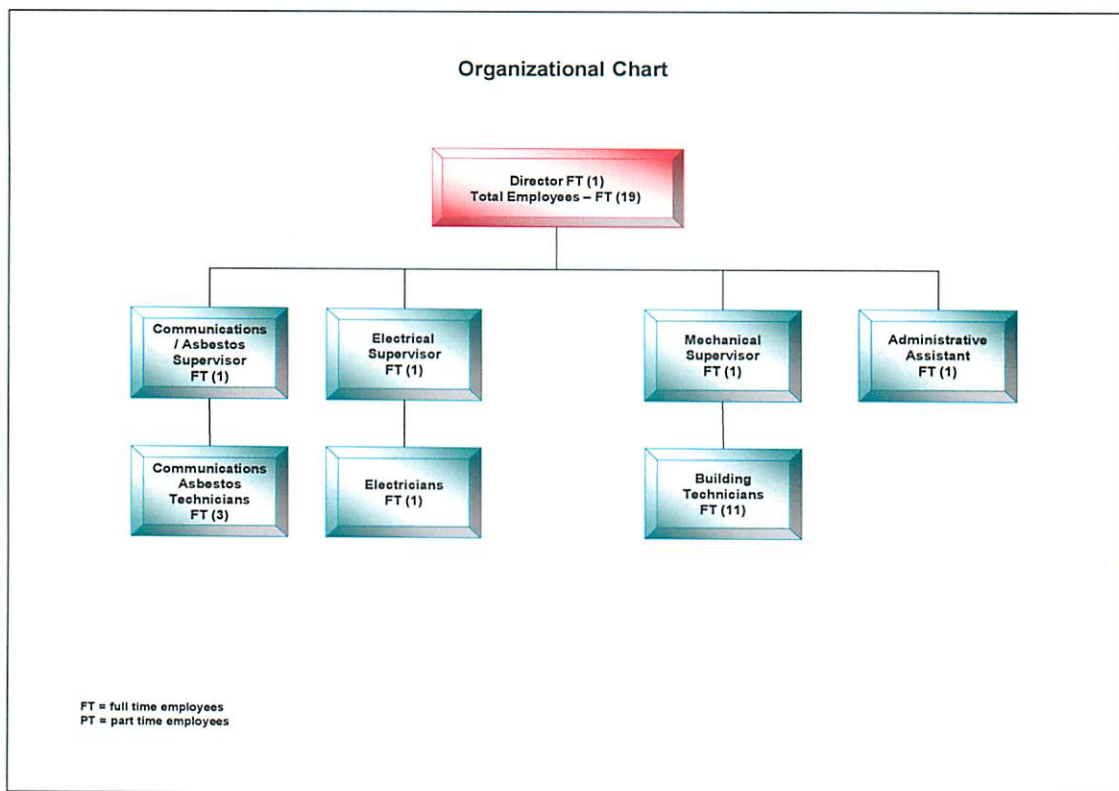 Organizational Chart
Director FT (1)
Total Employees – FT (19)
Communications
/ Asbestos
Supervisor
FT (1)
Electrical
Supervisor
FT (1)
Mechanical
Supervisor
FT (1)
Administrative
Assistant
FT (1)
Communications
Asbestos
Technicians
FT (3)
Electricians
FT (1)
Building
Technicians
FT (11)
FT = full time employees
PT = part time employees